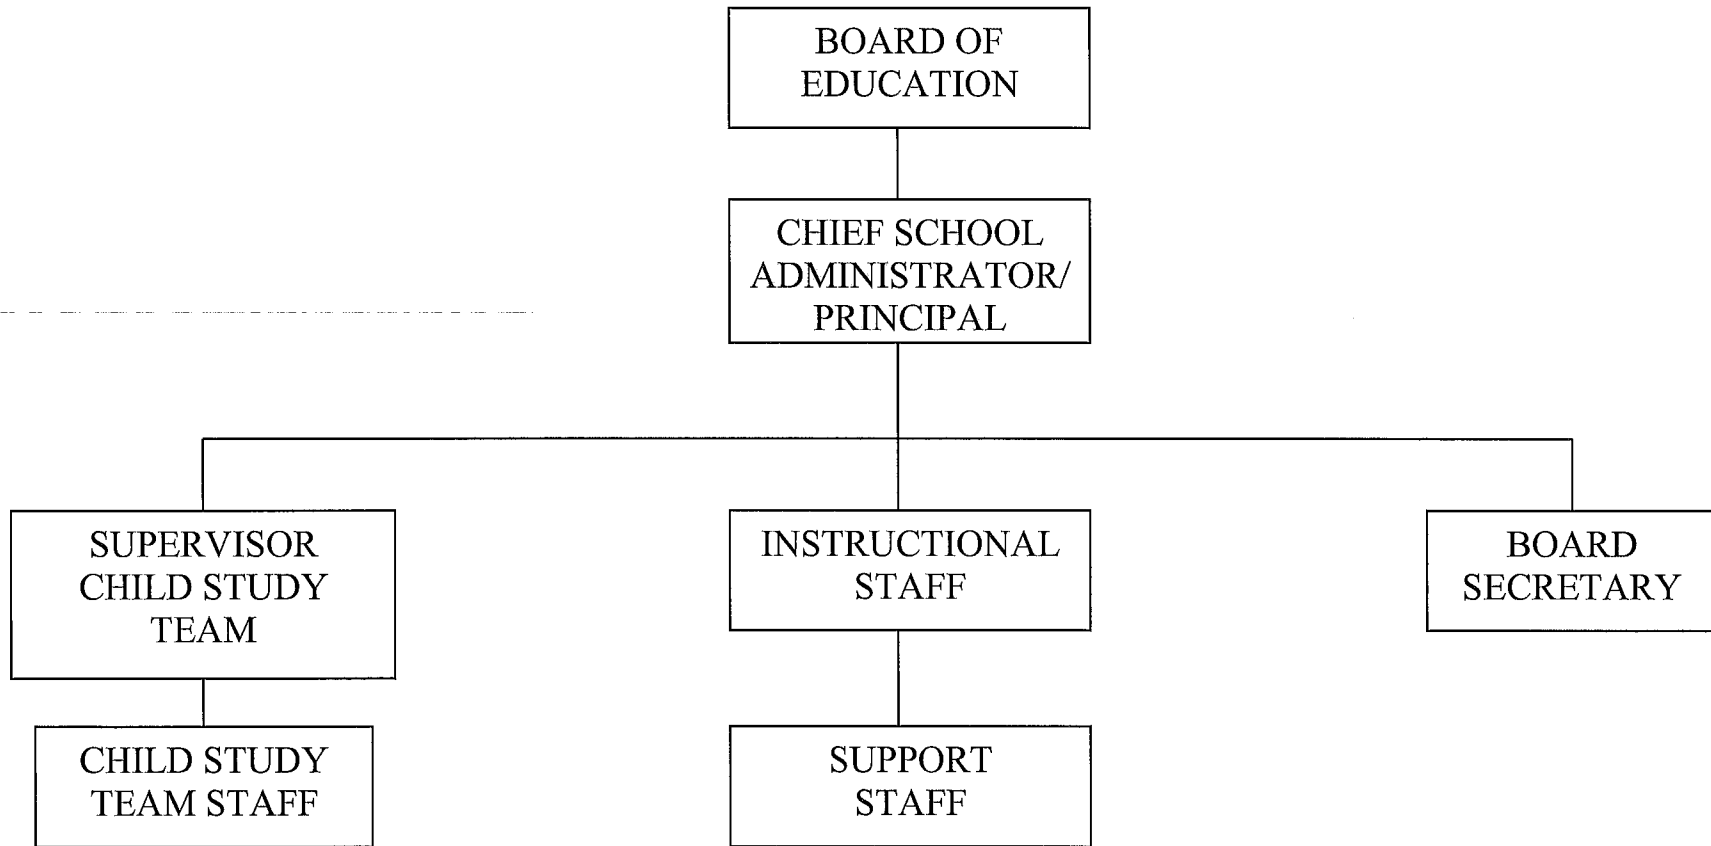 BOARD OF
EDUCATION
CHIEF SCHOOL
ADMINISTRATOR/
PRINCIPAL
SUPERVISOR
CHILD STUDY
TEAM
INSTRUCTIONAL
STAFF
BOARD
SECRETARY
CHILD STUDY
TEAM STAFF
SUPPORT
STAFF